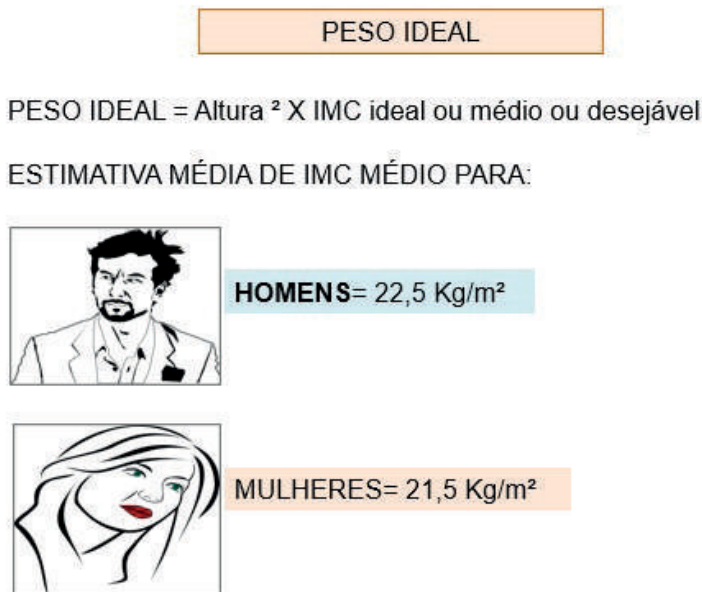 PESO IDEAL
PESO IDEAL = Altura ² X IMC ideal ou médio ou desejável
ESTIMATIVA MÉDIA DE IMC MÉDIO PARA:
HOMENS= 22,5 Kg/m²
MULHERES= 21,5 Kg/m²